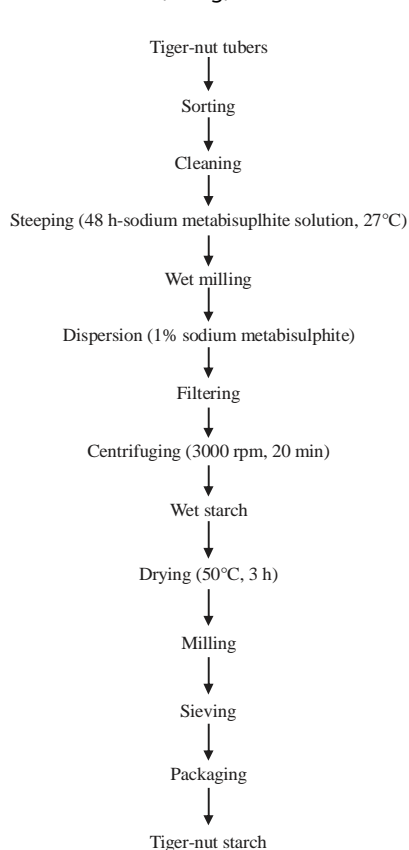 Tiger-nut tubers
Sorting
Cleaning
Steeping (48 h-sodium metabisuplhite solution, 27°C)
Wet milling
Dispersion (1% sodium metabisulphite)
Filtering
Centrifuging (3000 rpm, 20 min)
Wet starch
Drying (50°C, 3 h)
Milling
Sieving
Packaging
Tiger-nut starch